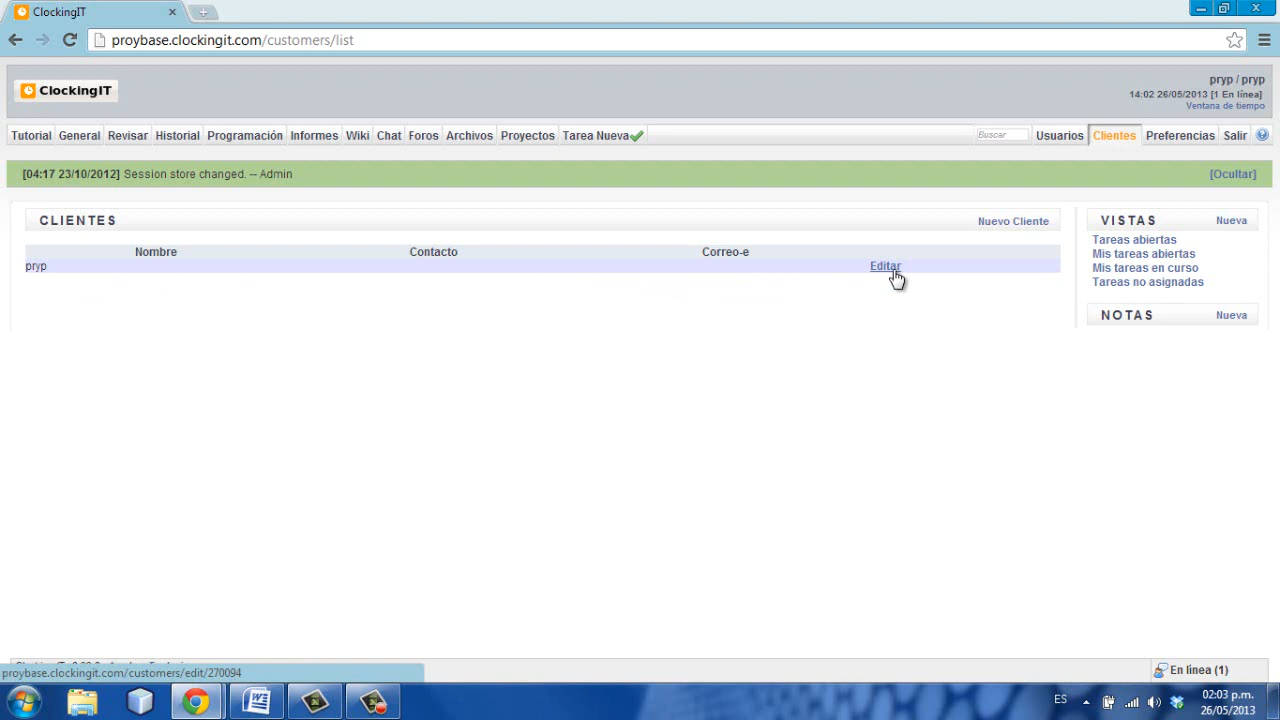 ClockingIT
proybase.clockingit.com/customers/list
ClockingIT
pryp / pryp
14:02 26/05/2013 [1 En línea]
Ventana de tiempo
Tutorial General Revisar Historial Programación Informes Wiki Chat Foros Archivos Proyectos Tarea Nueva Buscar Usuarios Clientes Preferencias Salir
[04:17 23/10/2012] Session store changed. -- Admin [Ocultar]
CLIENTES Nuevo Cliente
Nombre Contacto Correo-e
pryp Editar
VISTAS Nueva
Tareas abiertas
Mis tareas abiertas
Mis tareas en curso
Tareas no asignadas
NOTAS Nueva
En línea (1)
proybase.clockingit.com/customers/edit/270094
ES
02:03 p.m.
26/05/2013